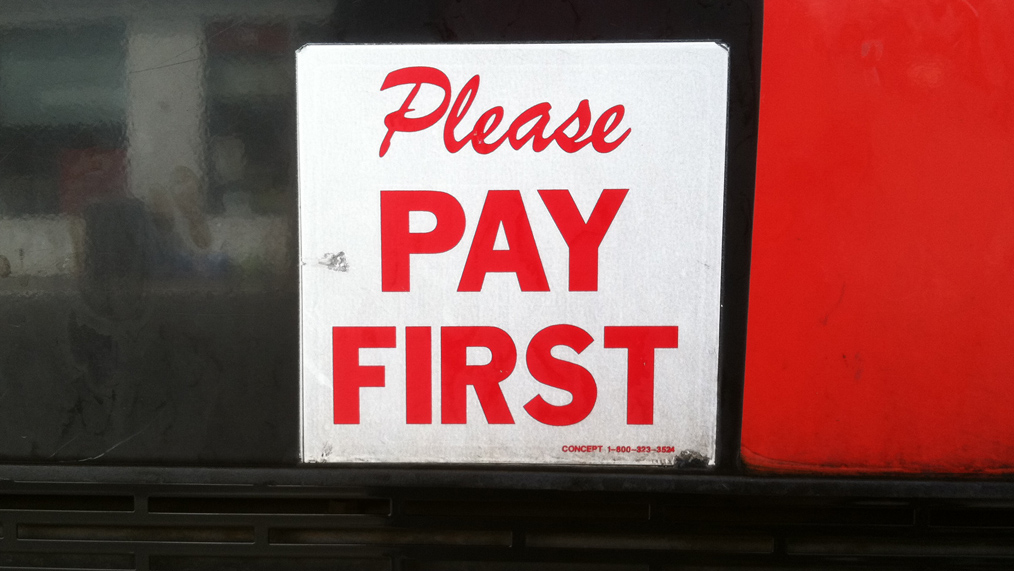 Please
PAY
FIRST
CONCEPT 1-800-323-3524